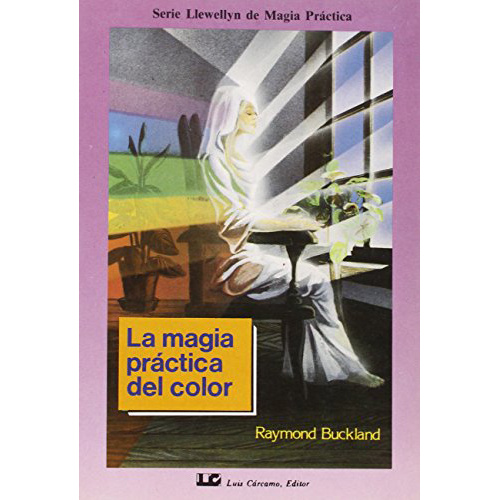 Serie Llewellyn de Magia Práctica
La magia
práctica
del color
Raymond Buckland
LC
Luis Cárcamo, Editor